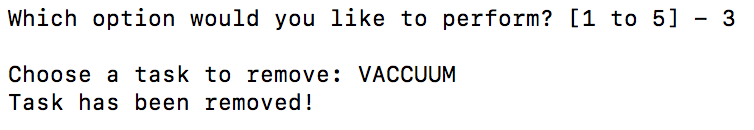 Which option would you like to perform? [1 to 5] – 3
Choose a task to remove: VACCUUM
Task has been removed!